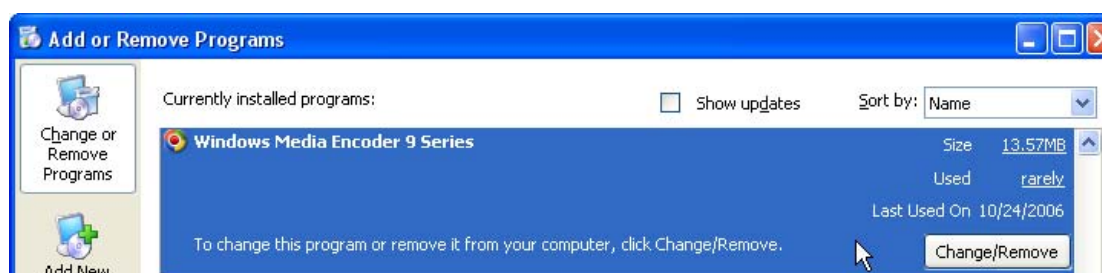 Add or Remove Programs
Currently installed programs:
Show updates
Sort by: Name
Change or
Remove
Programs
Windows Media Encoder 9 Series
Size 13.57MB
Used rarely
Last Used On 10/24/2006
To change this program or remove it from your computer, click Change/Remove.
Change/Remove
Add New